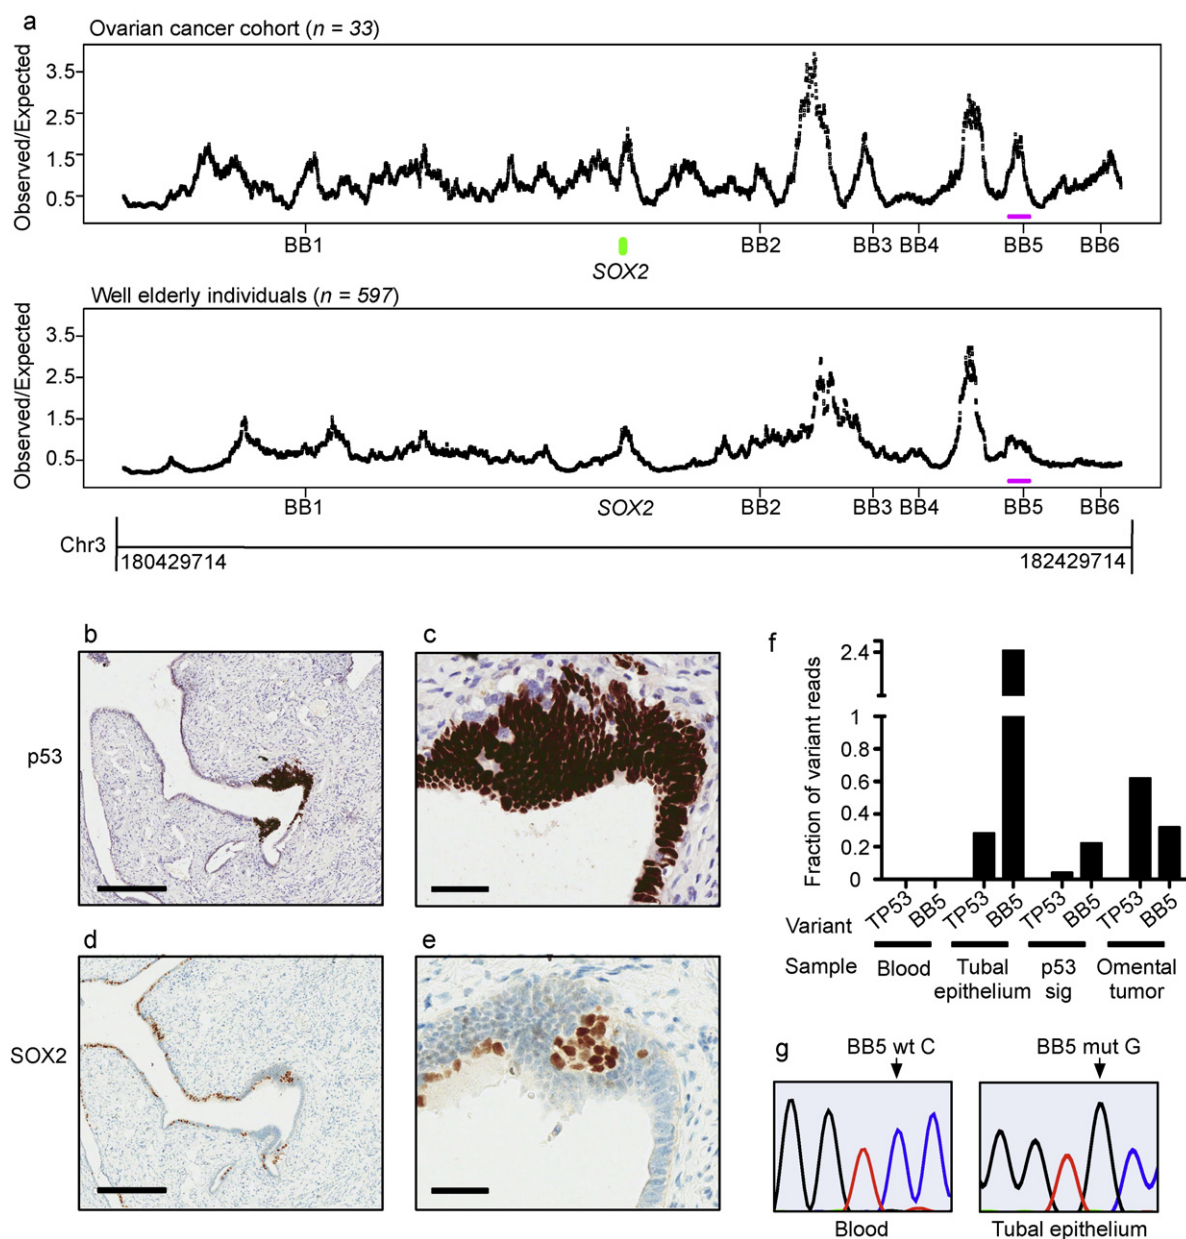 a
Ovarian cancer cohort (n = 33)
Observed/Expected
3.5
2.5
1.5
0.5
BB1
SOX2
BB2
BB3
BB4
BB5
BB6
Well elderly individuals (n = 597)
Observed/Expected
3.5
2.5
1.5
0.5
BB1
SOX2
BB2
BB3
BB4
BB5
BB6
Chr3
180429714
182429714
b
c
p53
d
e
SOX2
f
Fraction of variant reads
2.4
1
0.8
0.6
0.4
0.2
0
Variant
TP53
BB5
TP53
BB5
TP53
BB5
TP53
BB5
Sample
Blood
Tubal
epithelium
p53
sig
Omental
tumor
g
BB5 wt C
BB5 mut G
Blood
Tubal epithelium